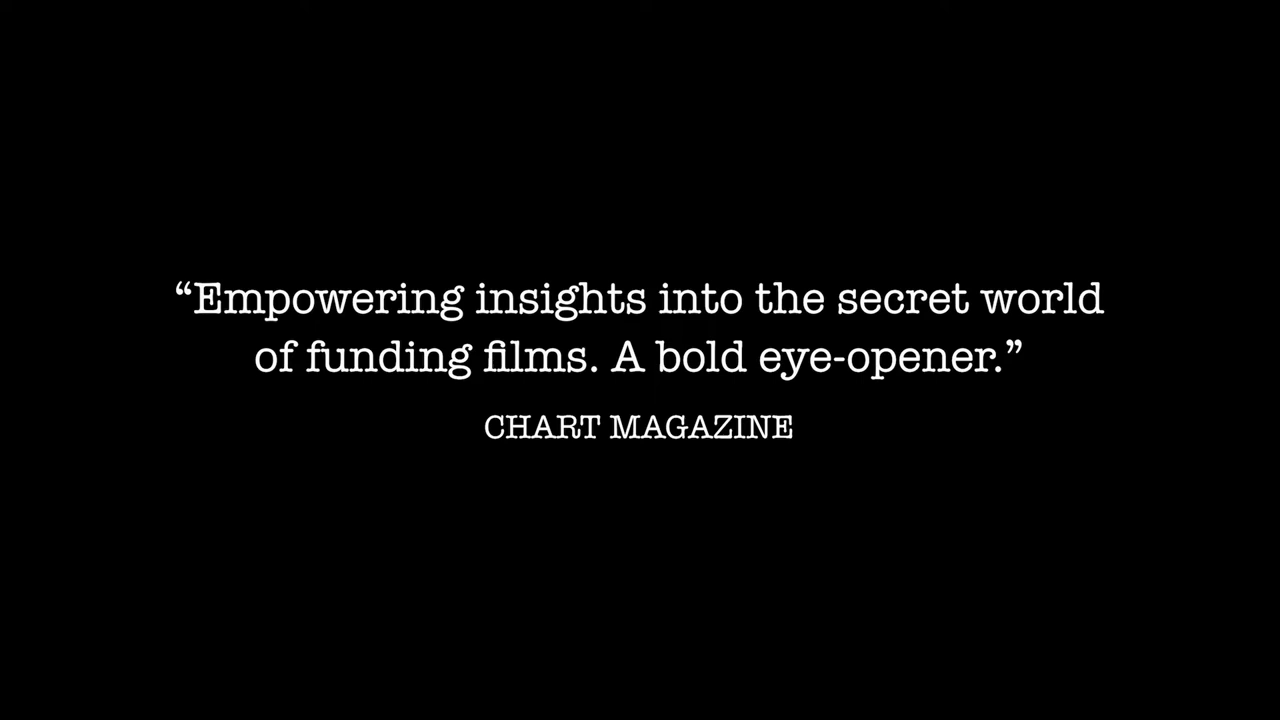 “Empowering insights into the secret world
of funding films. A bold eye-opener.”
CHART MAGAZINE